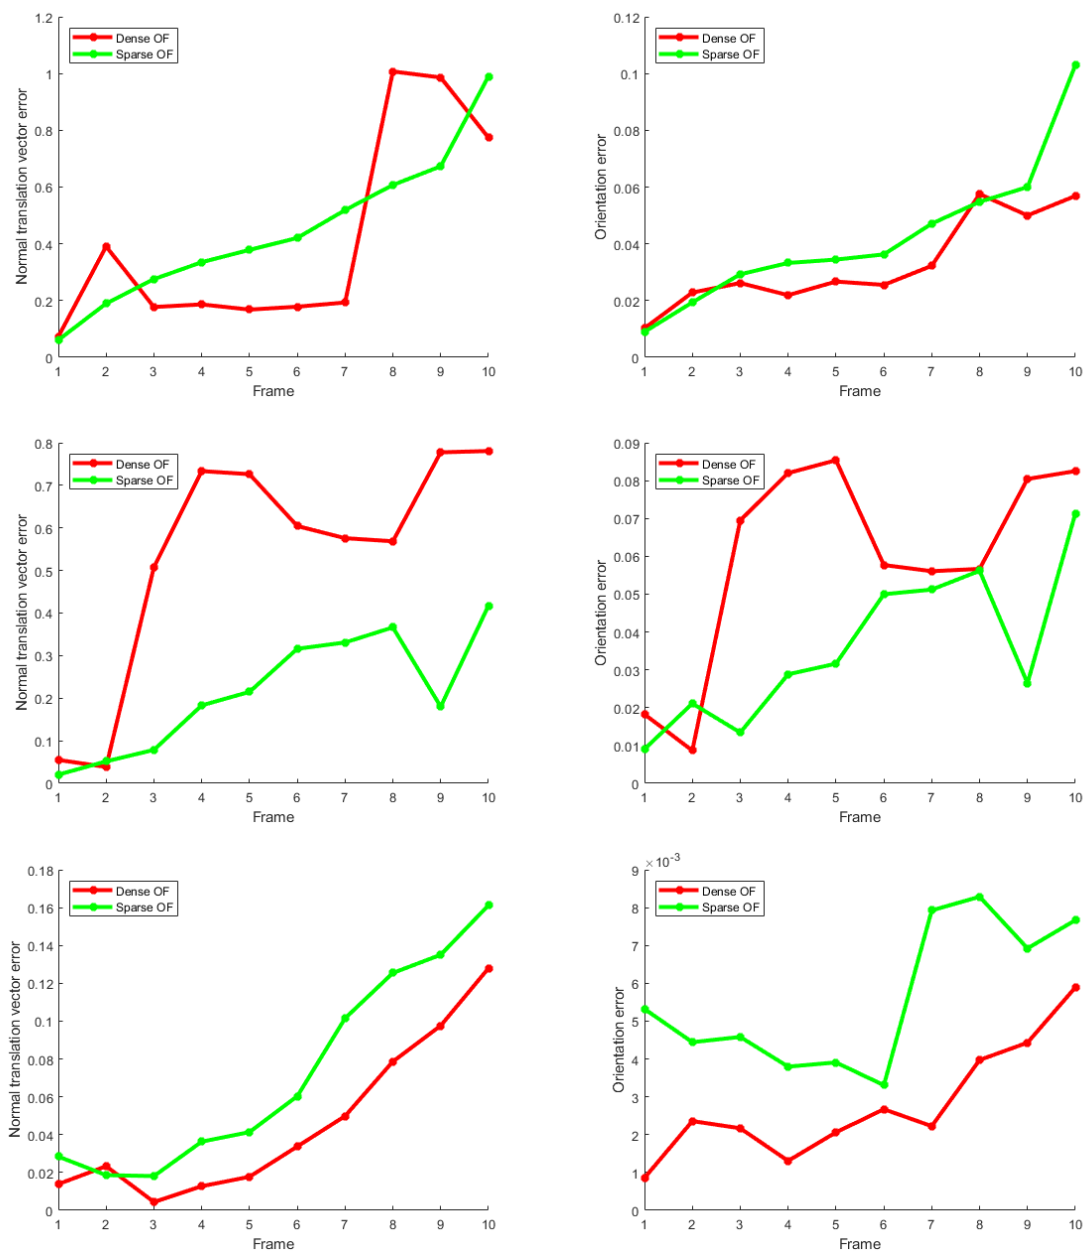 1.2
1
0.8
0.6
0.4
0.2
0
Normal translation vector error
Dense OF
Sparse OF
1 2 3 4 5 6 7 8 9 10
Frame
0.12
0.1
0.08
0.06
0.04
0.02
0
Orientation error
Dense OF
Sparse OF
1 2 3 4 5 6 7 8 9 10
Frame
0.8
0.7
0.6
0.5
0.4
0.3
0.2
0.1
0
Normal translation vector error
Dense OF
Sparse OF
1 2 3 4 5 6 7 8 9 10
Frame
0.09
0.08
0.07
0.06
0.05
0.04
0.03
0.02
0.01
0
Orientation error
Dense OF
Sparse OF
1 2 3 4 5 6 7 8 9 10
Frame
0.18
0.16
0.14
0.12
0.1
0.08
0.06
0.04
0.02
0
Normal translation vector error
Dense OF
Sparse OF
1 2 3 4 5 6 7 8 9 10
Frame
×10-3
9
8
7
6
5
4
3
2
1
0
Orientation error
Dense OF
Sparse OF
1 2 3 4 5 6 7 8 9 10
Frame